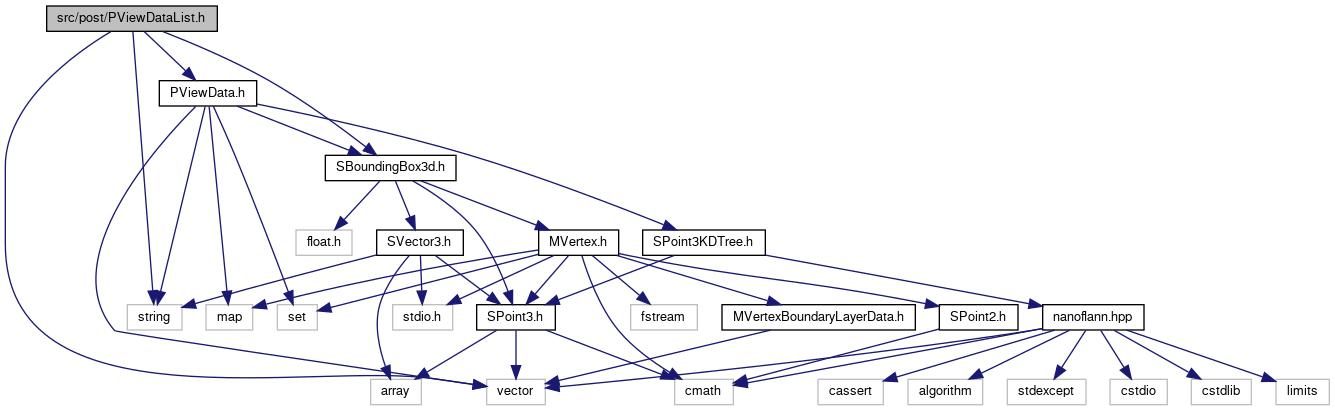 src/post/PViewDataList.h
PViewData.h
SBoundingBox3d.h
float.h
SVector3.h
MVertex.h
SPoint3KDTree.h
string
map
set
stdio.h
SPoint3.h
fstream
MVertexBoundaryLayerData.h
SPoint2.h
nanoflann.hpp
array
vector
cmath
cassert
algorithm
stdexcept
cstdio
cstdlib
limits